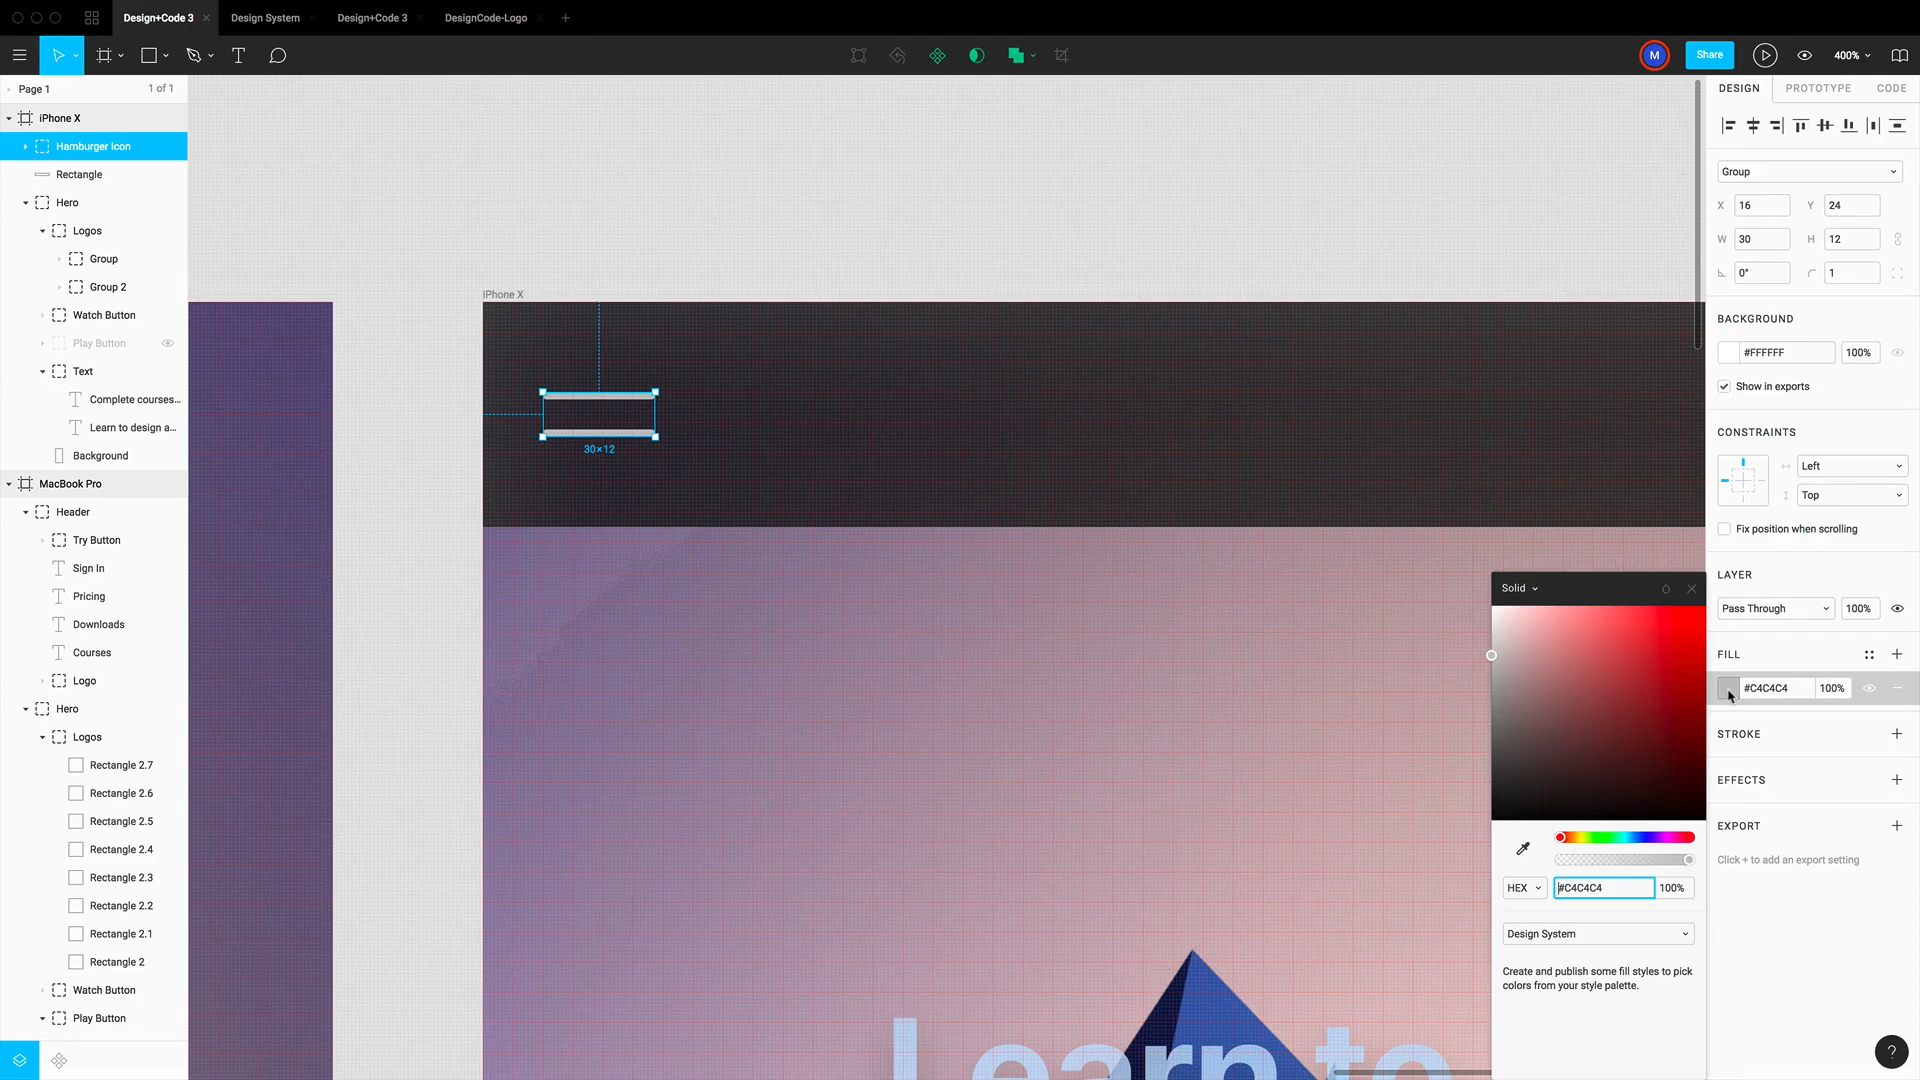 Design+Code 3
Design System
Design+Code 3
DesignCode-Logo
M
Share
400%
Page 1
1 of 1
iPhone X
Hamburger Icon
Rectangle
Hero
Logos
Group
Group 2
Watch Button
Play Button
Text
Complete courses...
Learn to design a...
Background
MacBook Pro
Header
Try Button
Sign In
Pricing
Downloads
Courses
Logo
Hero
Logos
Rectangle 2.7
Rectangle 2.6
Rectangle 2.5
Rectangle 2.4
Rectangle 2.3
Rectangle 2.2
Rectangle 2.1
Rectangle 2
Watch Button
Play Button
iPhone X
30×12
Learn to
Solid
HEX
#C4C4C4
100%
Design System
Create and publish some fill styles to pick
colors from your style palette.
DESIGN
PROTOTYPE
CODE
Group
X 16
Y 24
W 30
H 12
0°
1
BACKGROUND
#FFFFFF
100%
Show in exports
CONSTRAINTS
Left
Top
Fix position when scrolling
LAYER
Pass Through
100%
FILL
#C4C4C4
100%
STROKE
EFFECTS
EXPORT
Click + to add an export setting
?